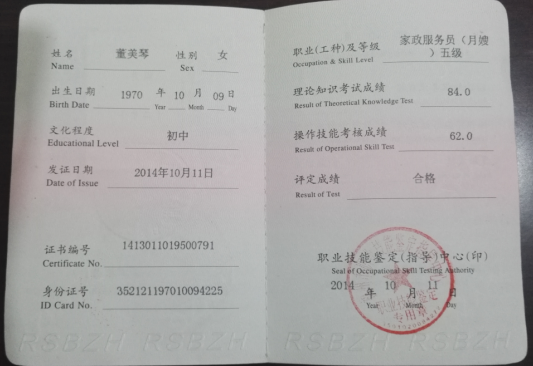 姓名 董美琴 性别 女
Name Sex
出生日期 1970 年 10 月 09 日
Birth Date Year Month Day
文化程度 初中
Educational Level
发证日期 2014年10月11日
Date of Issue
证书编号 1413011019500791
Certificate No.
身份证号 352121197010094225
ID Card No.
RSBZH RSBZH
职业(工种)及等级 家政服务员(月嫂
Occupation & Skill Level )五级
理论知识考试成绩 84.0
Result of Theoretical Knowledge Test
操作技能考核成绩 62.0
Result of Operational Skill Test
评定成绩 合格
Result of Test
职业技能鉴定(指导)中心(印)
Seal of Occupational Skill Testing Authority
2014 年 10 月 11 日
Year Month Day
专用章
RSBZH RSBZH